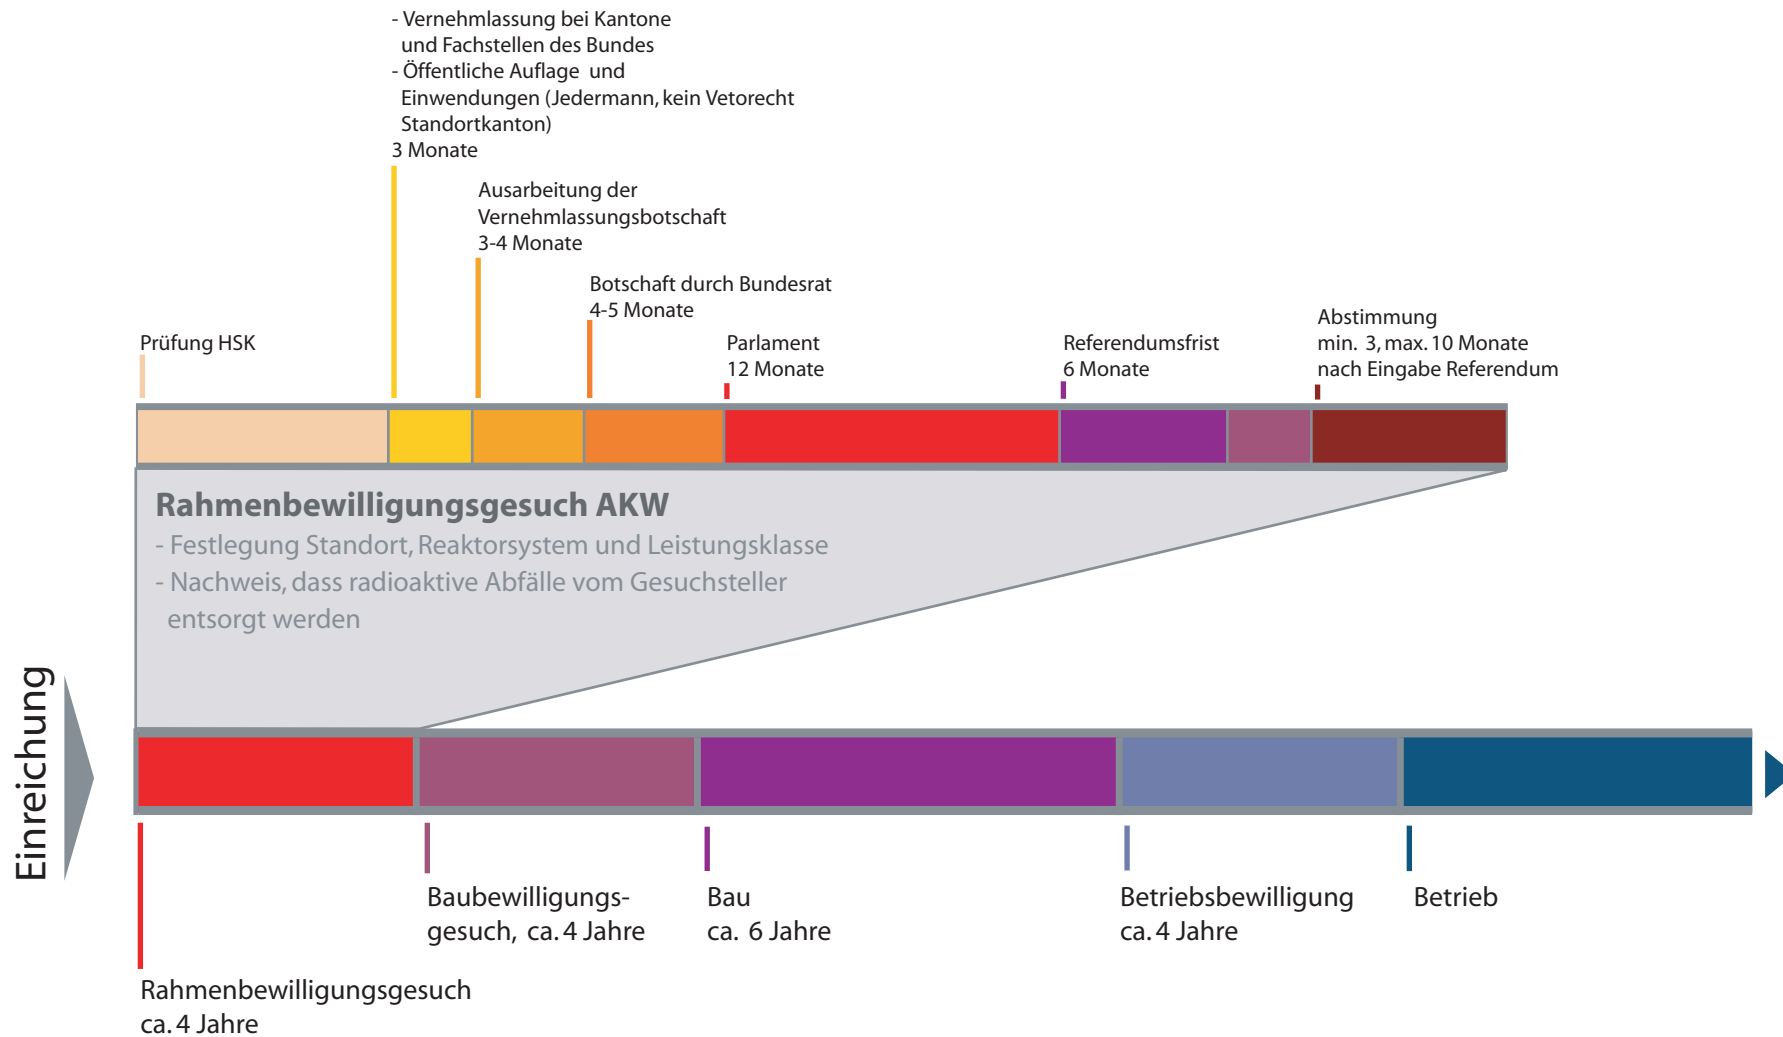 - Vernehmlassung bei Kantone
und Fachstellen des Bundes
- Öffentliche Auflage und
Einwendungen (Jedermann, kein Vetorecht
Standortkanton)
3 Monate
Ausarbeitung der
Vernehmlassungsbotschaft
3-4 Monate
Botschaft durch Bundesrat
4-5 Monate
Prüfung HSK
Parlament
12 Monate
Referendumsfrist
6 Monate
Abstimmung
min. 3, max. 10 Monate
nach Eingabe Referendum
Rahmenbewilligungsgesuch AKW
- Festlegung Standort, Reaktorsystem und Leistungsklasse
- Nachweis, dass radioaktive Abfälle vom Gesuchsteller
entsorgt werden
Einreichung
Rahmenbewilligungsgesuch
ca. 4 Jahre
Baubewilligungs-
gesuch, ca. 4 Jahre
Bau
ca. 6 Jahre
Betriebsbewilligung
ca. 4 Jahre
Betrieb